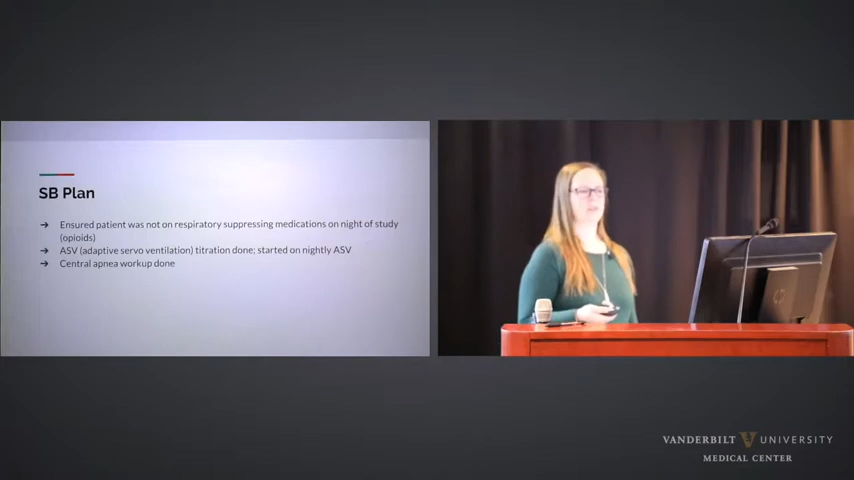 SB Plan
→ Ensured patient was not on respiratory suppressing medications on night of study
(opioids)
→ ASV (adaptive servo ventilation) titration done; started on nightly ASV
→ Central apnea workup done
VANDERBILT V UNIVERSITY
MEDICAL CENTER